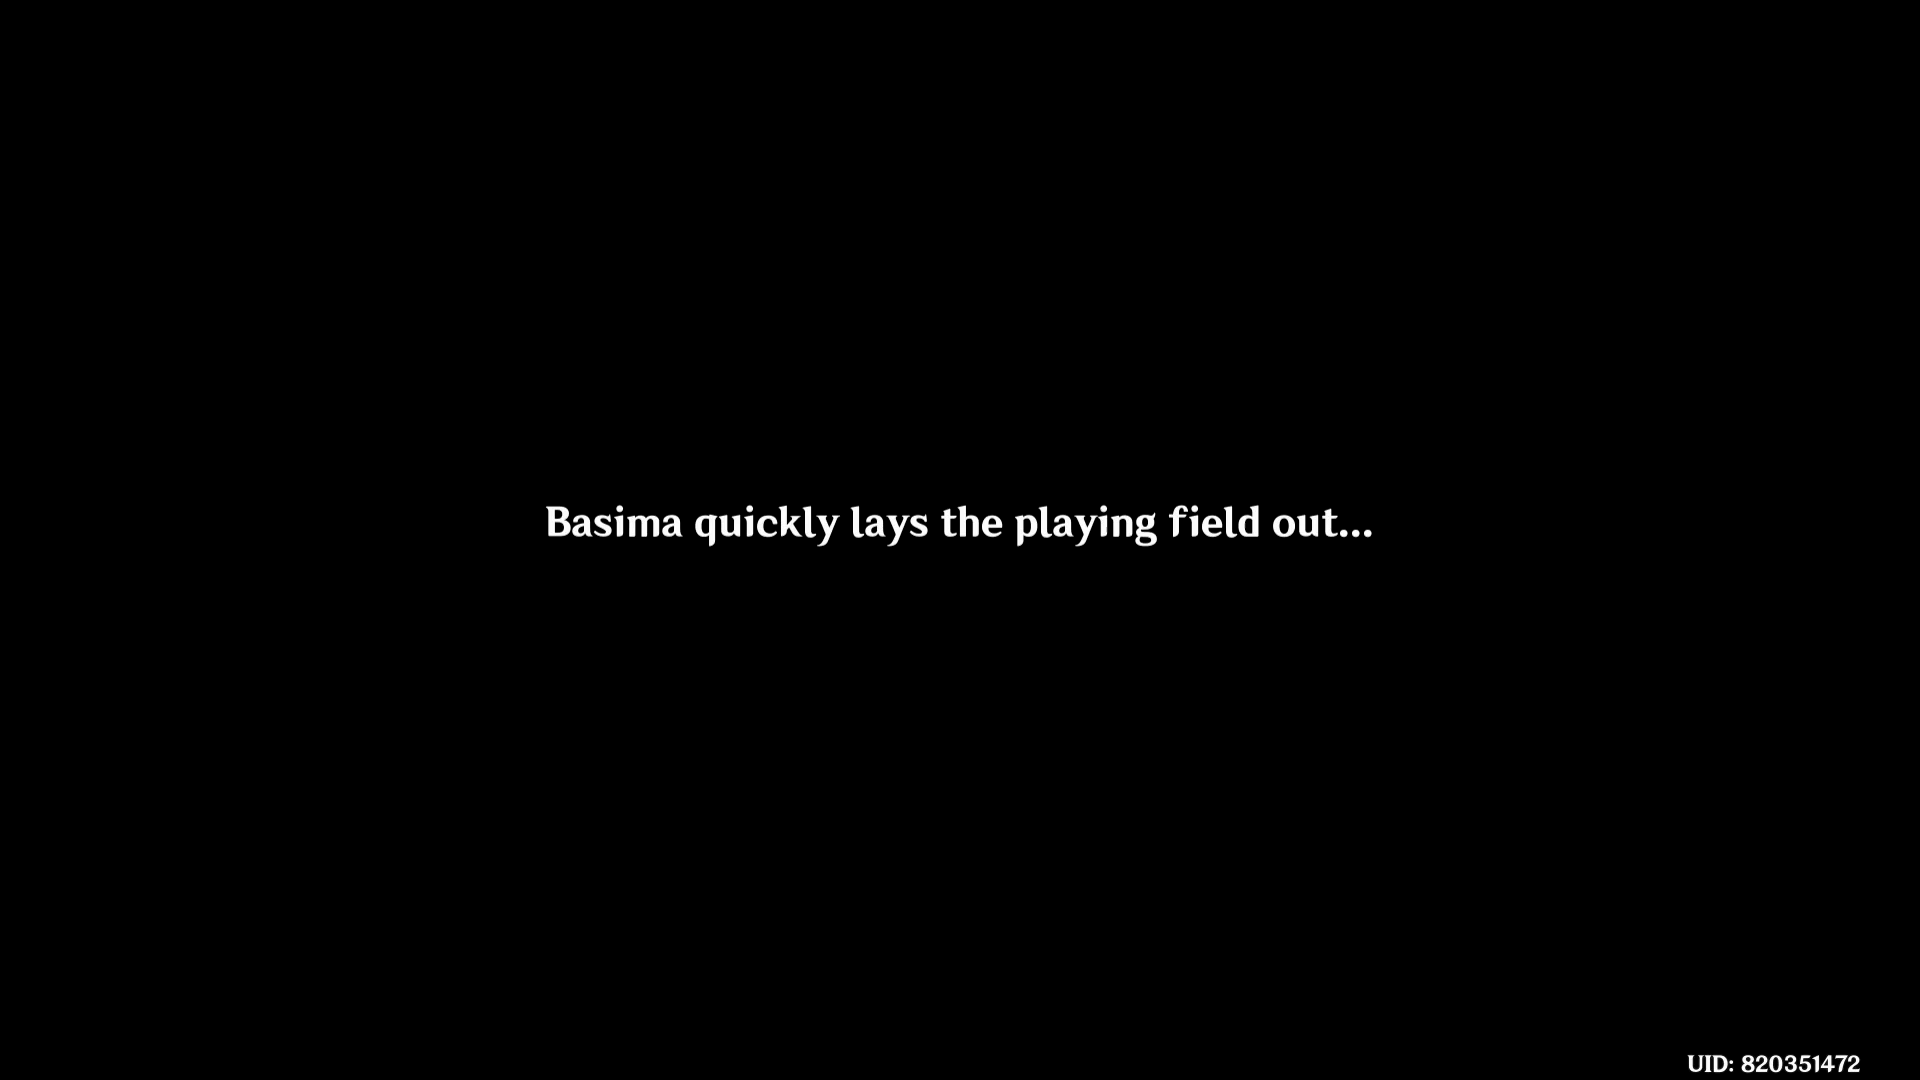 Basima quickly lays the playing field out...
UID: 820351472